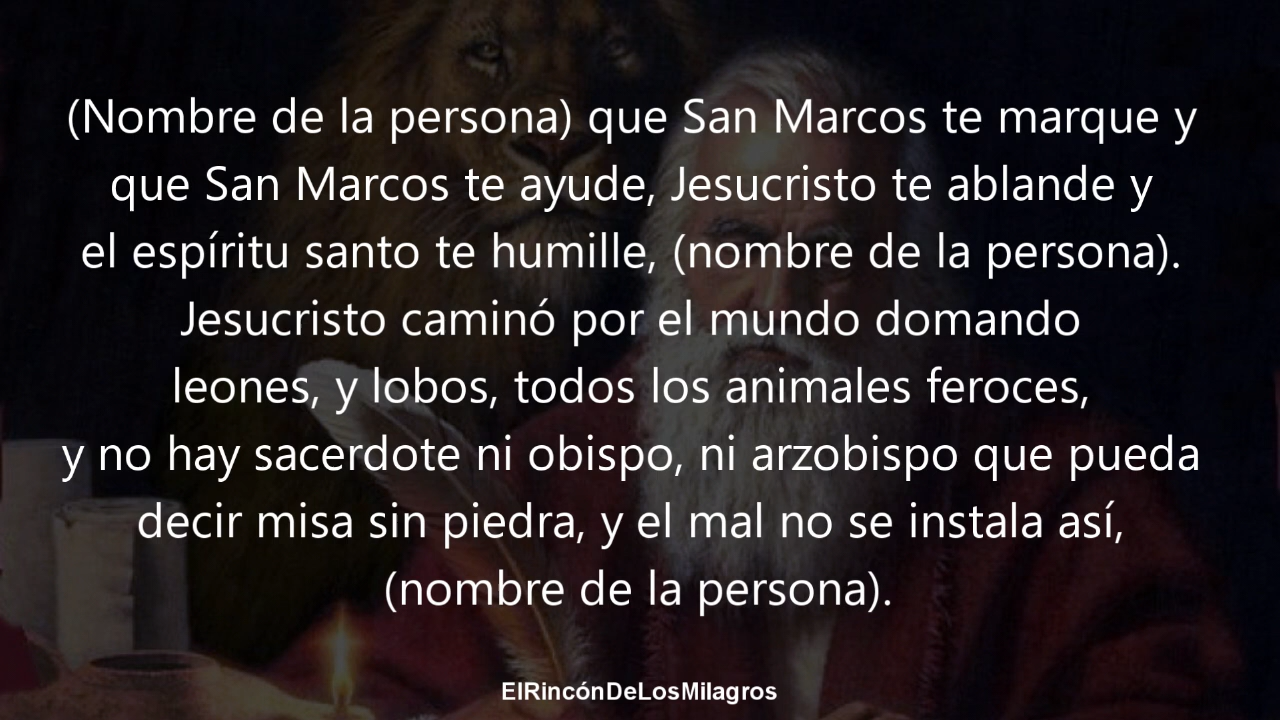 (Nombre de la persona) que San Marcos te marque y
que San Marcos te ayude, Jesucristo te ablande y
el espíritu santo te humille, (nombre de la persona).
Jesucristo caminó por el mundo domando
leones, y lobos, todos los animales feroces,
y no hay sacerdote ni obispo, ni arzobispo que pueda
decir misa sin piedra, y el mal no se instala así,
(nombre de la persona).
ElRincónDeLosMilagros